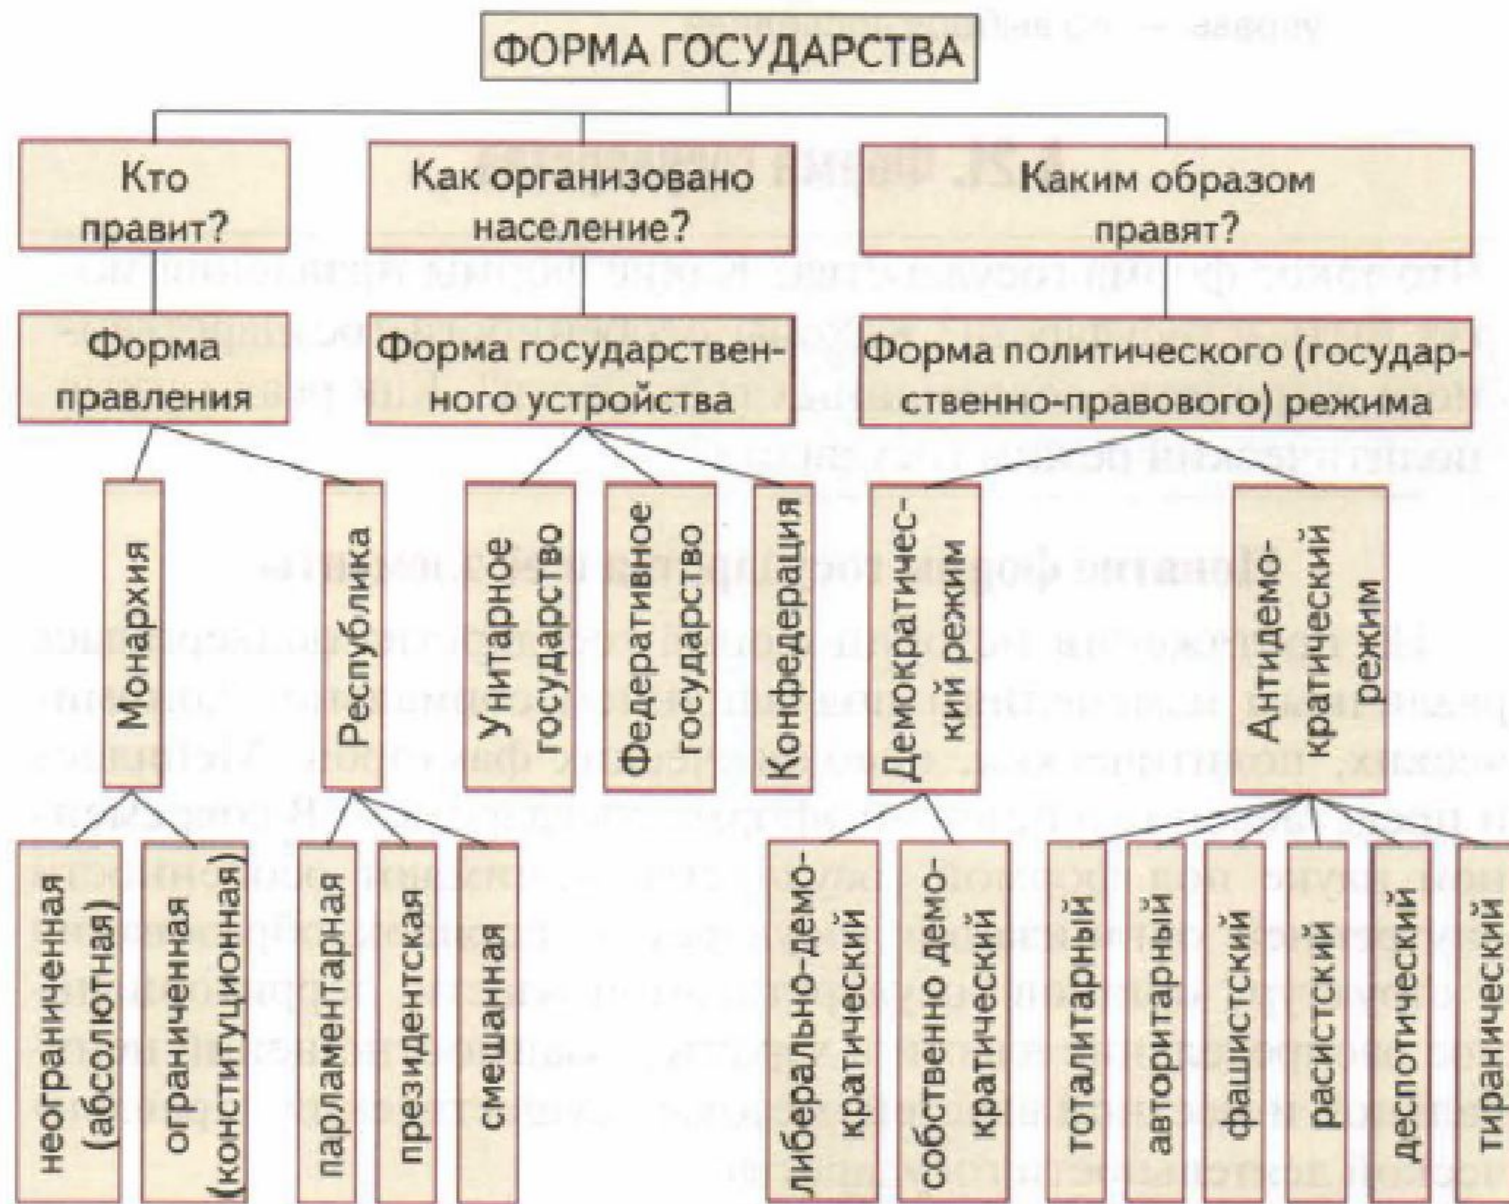 ФОРМА ГОСУДАРСТВА
Кто
правит?
Как организовано
население?
Каким образом
правят?
Форма
правления
Форма государствен-
ного устройства
Форма политического (государ-
ственно-правового) режима
Монархия
Республика
Унитарное
государство
Федеративное
государство
Конфедерация
Демократичес-
кий режим
Антидемо-
кратический
режим
неограниченная
(абсолютная)
ограниченная
(конституционная)
парламентарная
президентская
смешанная
либерально-демо-
кратический
собственно демо-
кратический
тоталитарный
авторитарный
фашистский
расистский
деспотический
тиранический